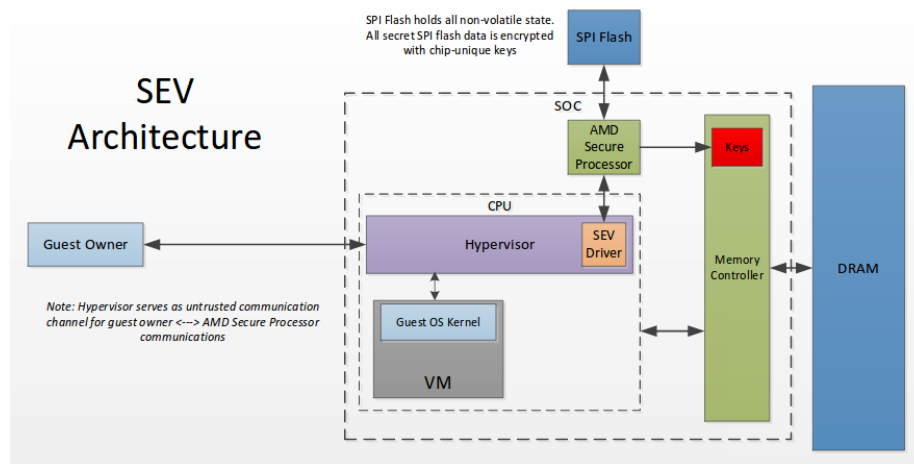 SPI Flash holds all non-volatile state.
All secret SPI flash data is encrypted
with chip-unique keys
SPI Flash
SEV
Architecture
SOC
AMD
Secure
Processor
Keys
CPU
Guest Owner
Hypervisor
SEV
Driver
Memory
Controller
DRAM
Note: Hypervisor serves as untrusted communication
channel for guest owner <---> AMD Secure Processor
communications
Guest OS Kernel
VM